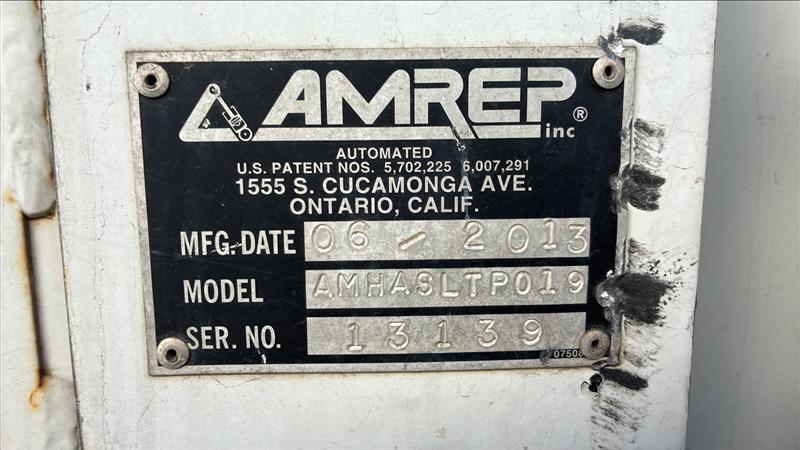 AMREP®
inc
AUTOMATED
U.S. PATENT NOS. 5,702,225 6,007,291
1555 S. CUCAMONGA AVE.
ONTARIO, CALIF.
MFG. DATE 06 - 2013
MODEL AMHASLTP019
SER. NO. 13139